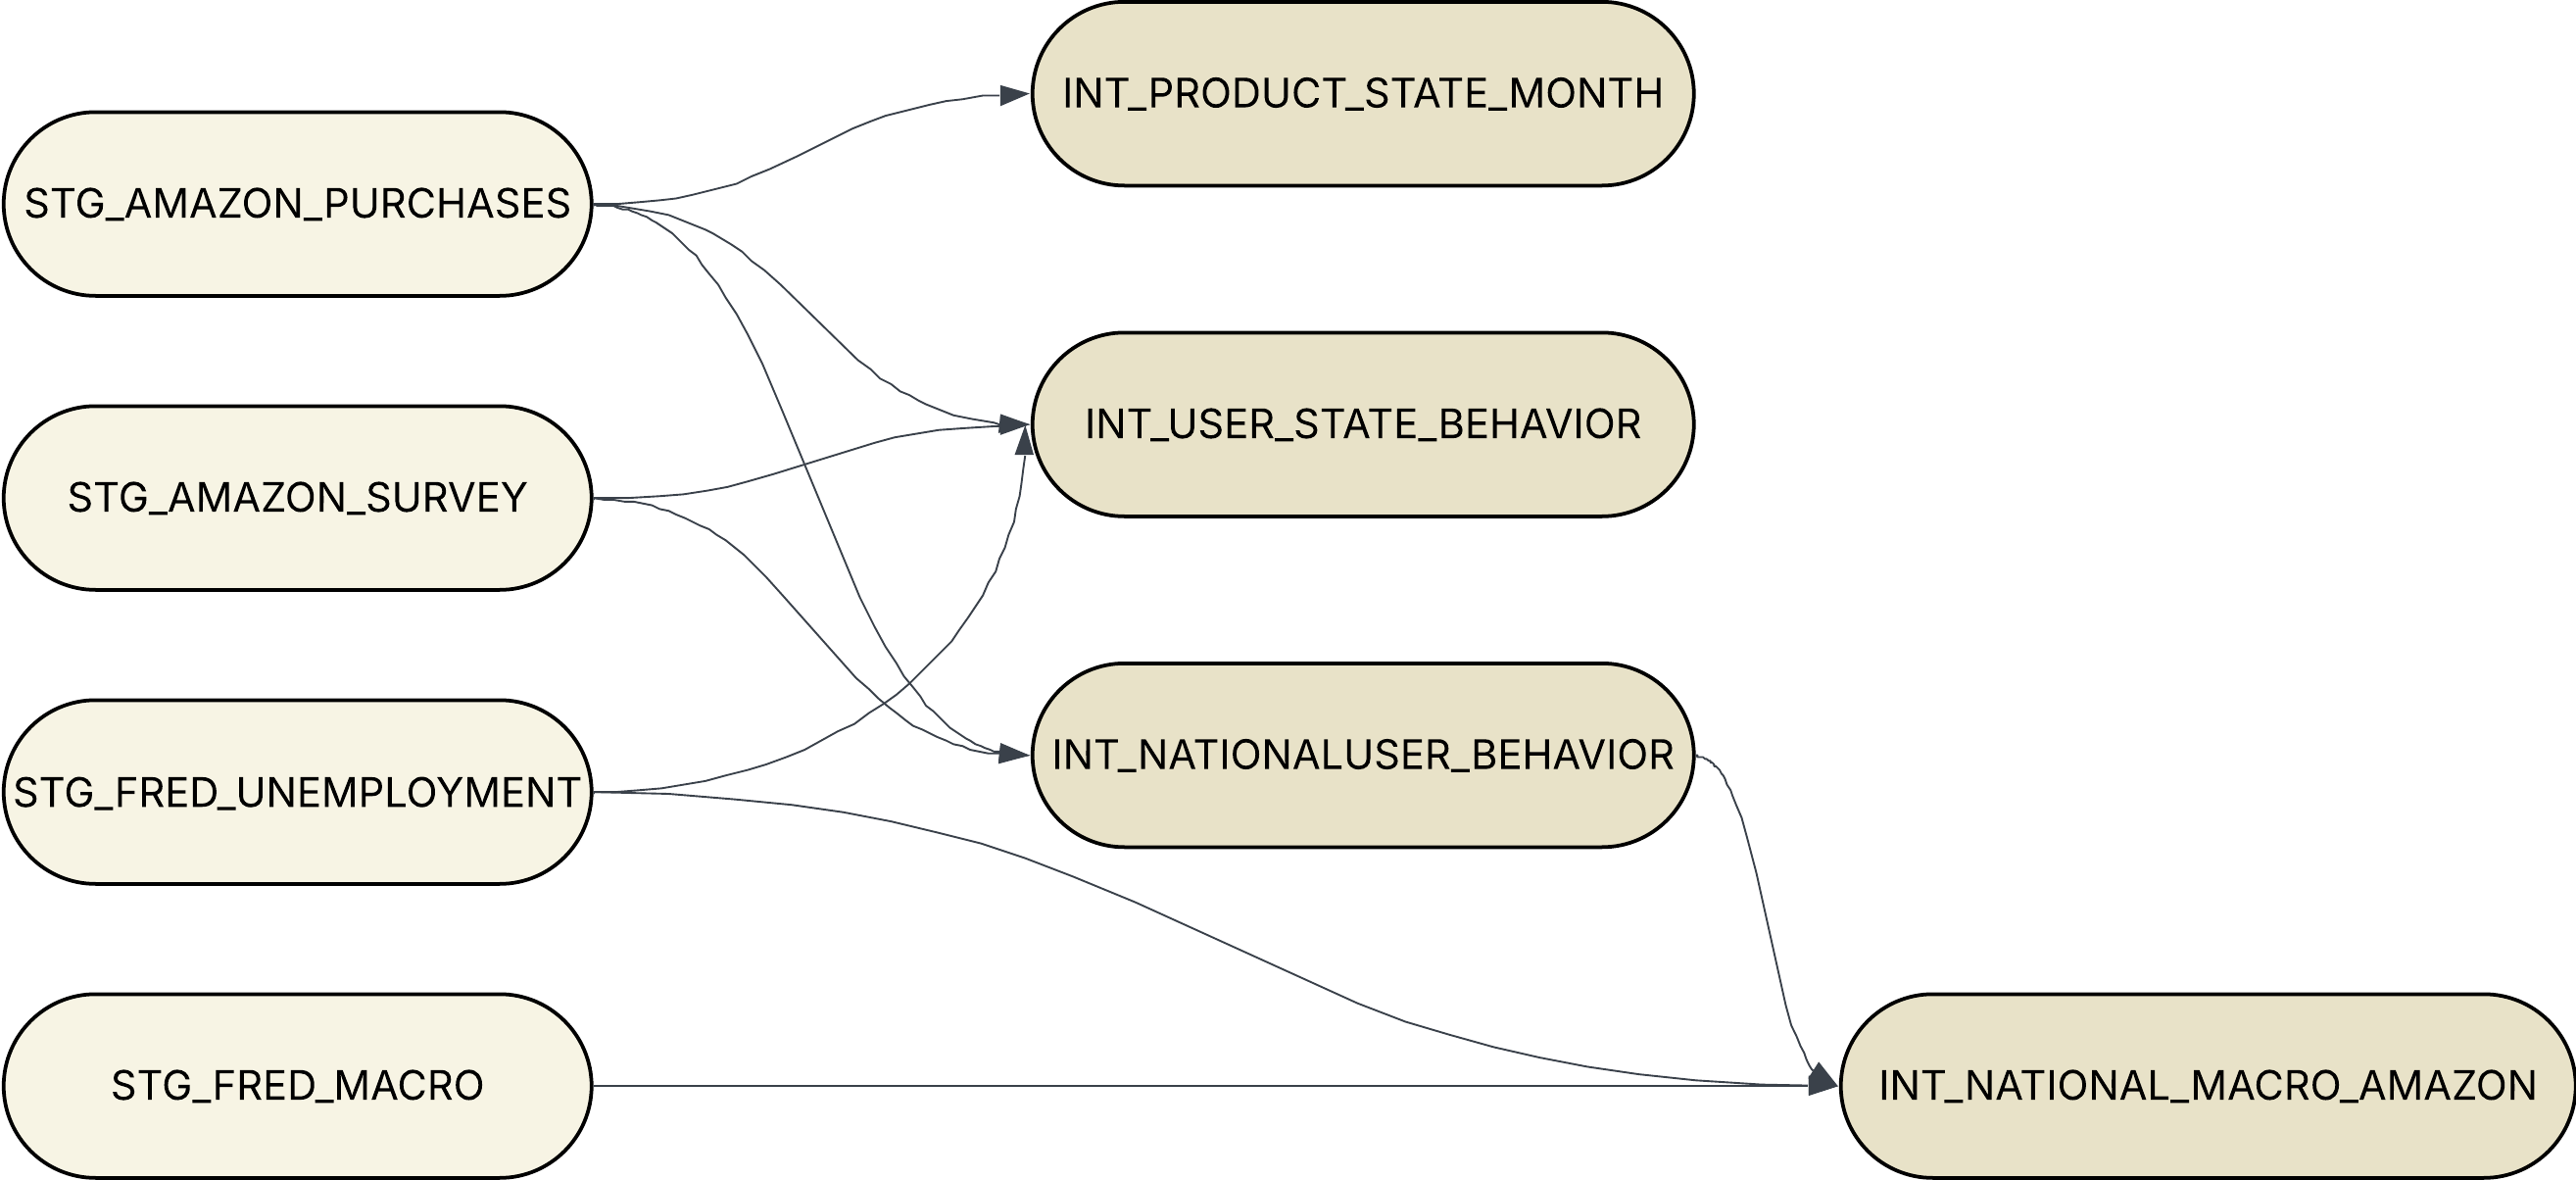 STG_AMAZON_PURCHASES
STG_AMAZON_SURVEY
STG_FRED_UNEMPLOYMENT
STG_FRED_MACRO
INT_PRODUCT_STATE_MONTH
INT_USER_STATE_BEHAVIOR
INT_NATIONALUSER_BEHAVIOR
INT_NATIONAL_MACRO_AMAZON